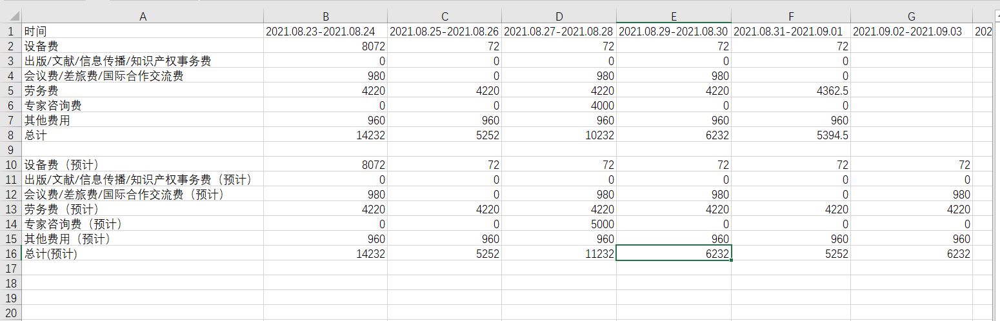 A B C D E F G
1 时间 2021.08.23-2021.08.24 2021.08.25-2021.08.26 2021.08.27-2021.08.28 2021.08.29-2021.08.30 2021.08.31-2021.09.01 2021.09.02-2021.09.03 202
2 设备费 8072 72 72 72 72
3 出版/文献/信息传播/知识产权事务费 0 0 0 0 0
4 会议费/差旅费/国际合作交流费 980 0 980 980 0
5 劳务费 4220 4220 4220 4220 4362.5
6 专家咨询费 0 0 4000 0 0
7 其他费用 960 960 960 960 960
8 总计 14232 5252 10232 6232 5394.5
9
10 设备费（预计） 8072 72 72 72 72 72
11 出版/文献/信息传播/知识产权事务费（预计） 0 0 0 0 0 0
12 会议费/差旅费/国际合作交流费（预计） 980 0 980 980 0 980
13 劳务费（预计） 4220 4220 4220 4220 4220 4220
14 专家咨询费（预计） 0 0 5000 0 0 0
15 其他费用（预计） 960 960 960 960 960 960
16 总计(预计) 14232 5252 11232 6232 5252 6232
17
18
19
20